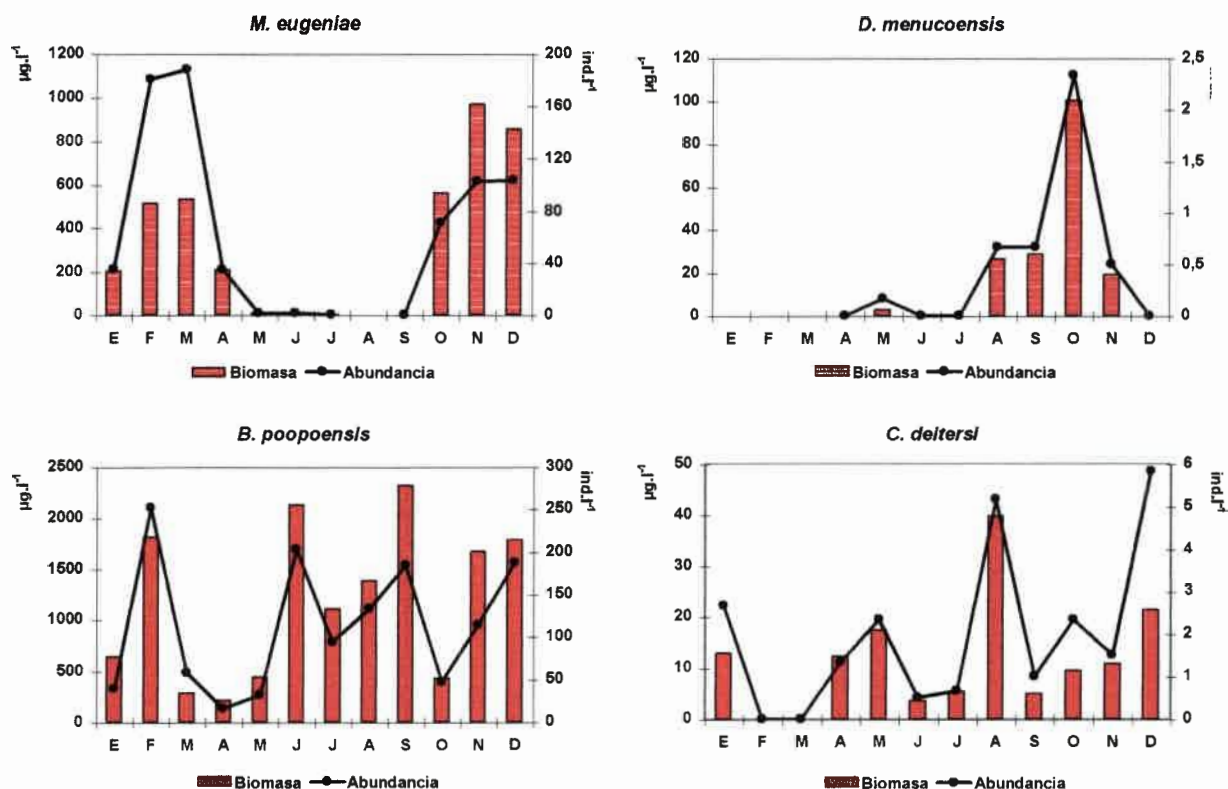 M. eugeniae
µg.l⁻¹
1200
1000
800
600
400
200
0
ind.l⁻¹
200
160
120
80
40
0
E F M A M J J A S O N D
Biomasa Abundancia
D. menucoensis
µg.l⁻¹
120
100
80
60
40
20
0
2,5
2
1,5
1
0,5
0
E F M A M J J A S O N D
Biomasa Abundancia
B. poopoensis
µg.l⁻¹
2500
2000
1500
1000
500
0
ind.l⁻¹
300
250
200
150
100
50
0
E F M A M J J A S O N D
Biomasa Abundancia
C. deitersi
µg.l⁻¹
50
40
30
20
10
0
ind.l⁻¹
6
5
4
3
2
1
0
E F M A M J J A S O N D
Biomasa Abundancia